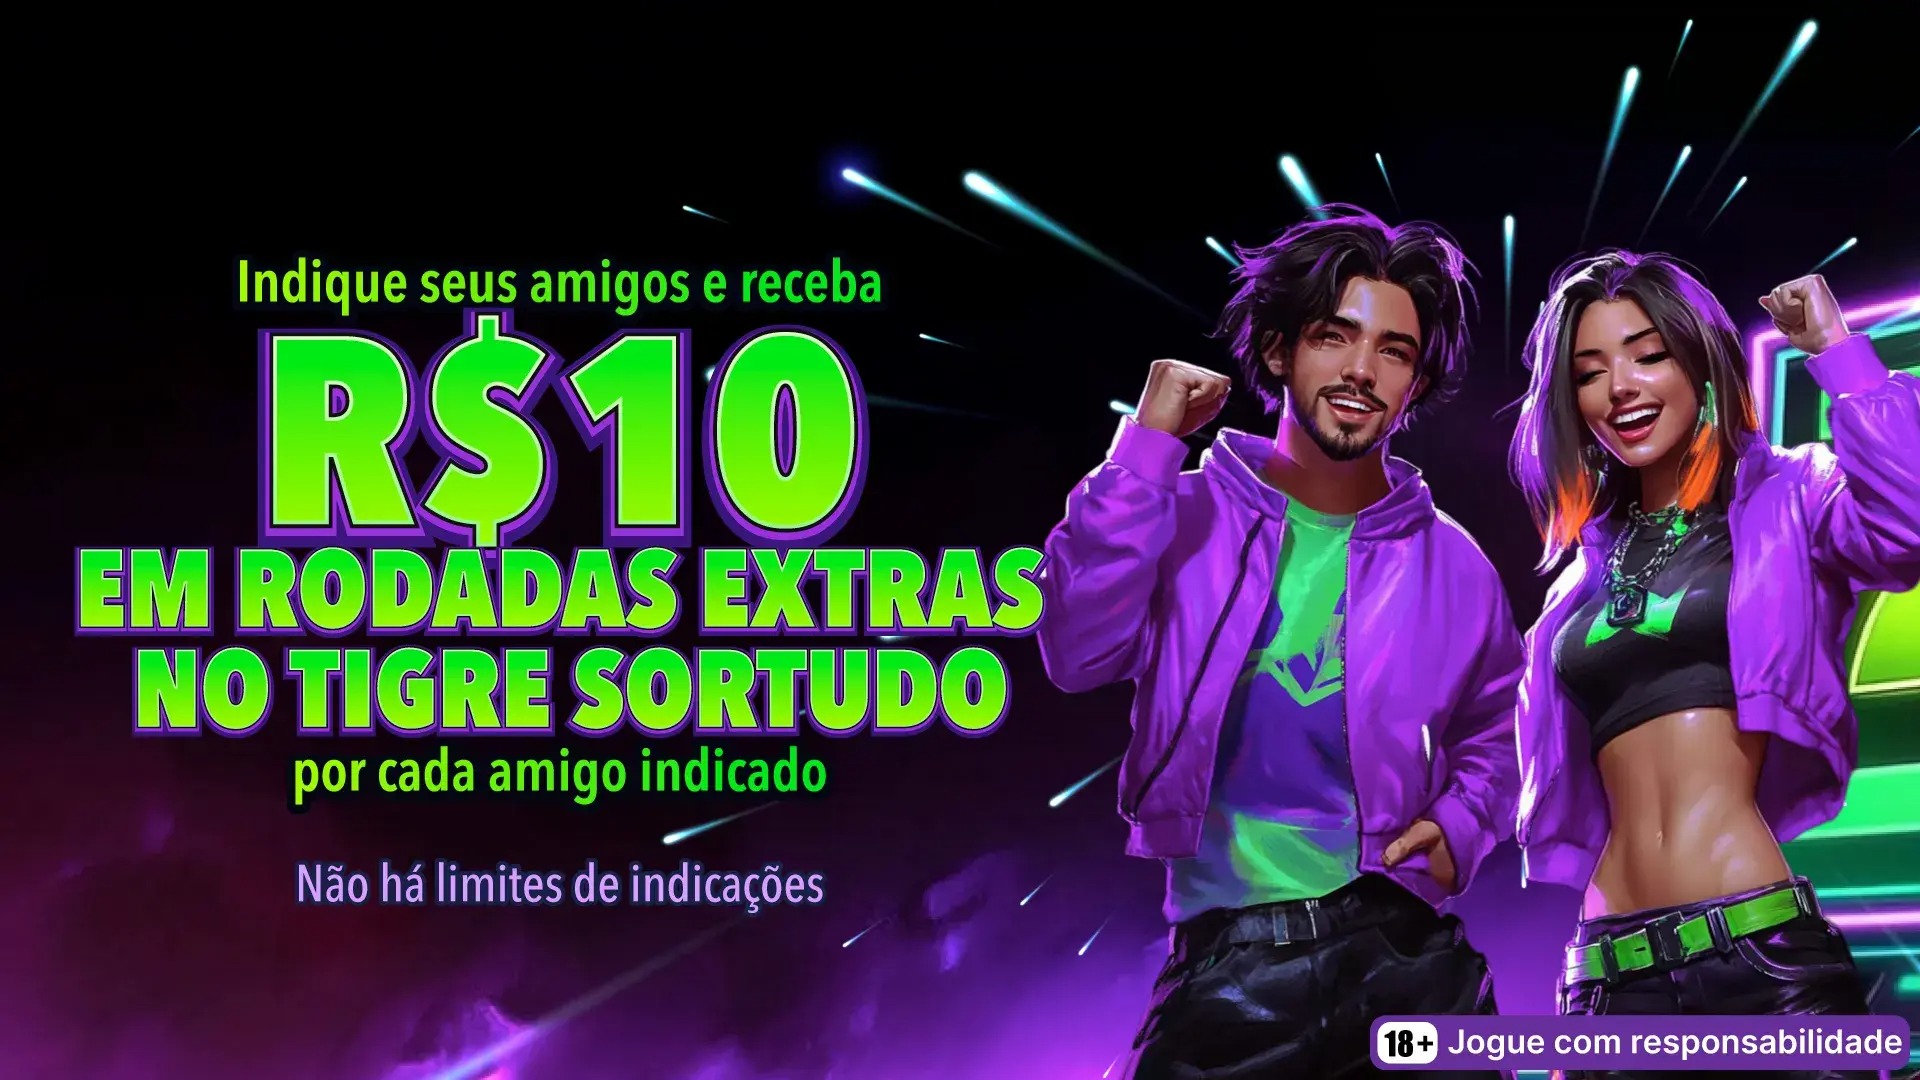 Indique seus amigos e receba
R$10
EM RODADAS EXTRAS
NO TIGRE SORTUDO
por cada amigo indicado
Não há limites de indicações
18+ Jogue com responsabilidade